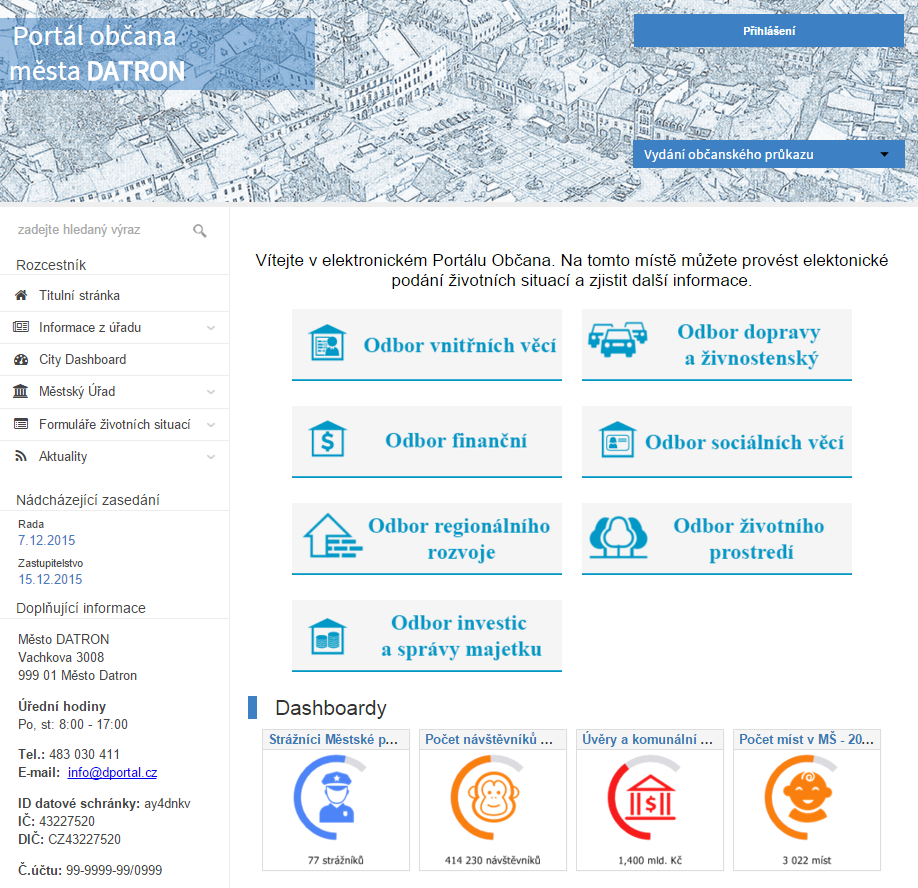 Portál občana
města DATRON
Přihlášení
Vydání občanského průkazu
zadejte hledaný výraz
Rozcestník
Titulní stránka
Informace z úřadu
City Dashboard
Městský Úřad
Formuláře životních situací
Aktuality
Nádcházející zasedání
Rada
7.12.2015
Zastupitelstvo
15.12.2015
Doplňující informace
Město DATRON
Vachkova 3008
999 01 Město Datron
Úřední hodiny
Po, st: 8:00 - 17:00
Tel.: 483 030 411
E-mail: info@dportal.cz
ID datové schránky: ay4dnkv
IČ: 43227520
DIČ: CZ43227520
Č.účtu: 99-9999-99/0999
Vítejte v elektronickém Portálu Občana. Na tomto místě můžete provést elektonické
podání životních situací a zjistit další informace.
Odbor vnitřních věcí
Odbor dopravy
a živnostenský
Odbor finanční
Odbor sociálních věcí
Odbor regionálního
rozvoje
Odbor životního
prostredí
Odbor investic
a správy majetku
Dashboardy
Strážníci Městské p...
77 strážníků
Počet návštěvníků ...
414 230 návštěvníků
Úvěry a komunální ...
1,400 mld. Kč
Počet míst v MŠ - 20...
3 022 míst